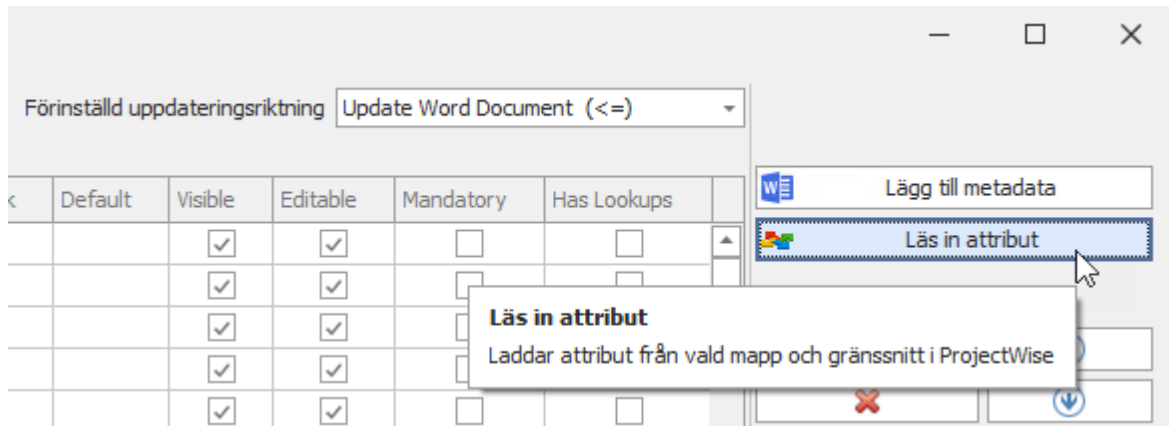 Förinställd uppdateringsriktning Update Word Document (<=)
Default Visible Editable Mandatory Has Lookups
Lägg till metadata
Läs in attribut
Läs in attribut
Laddar attribut från vald mapp och gränssnitt i ProjectWise